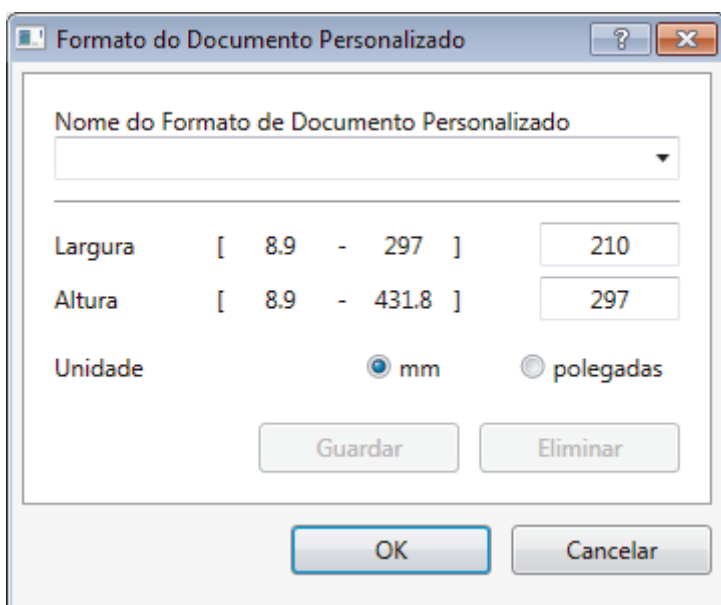 Formato do Documento Personalizado
Nome do Formato de Documento Personalizado
Largura [ 8.9 - 297 ] 210
Altura [ 8.9 - 431.8 ] 297
Unidade mm polegadas
Guardar Eliminar
OK Cancelar